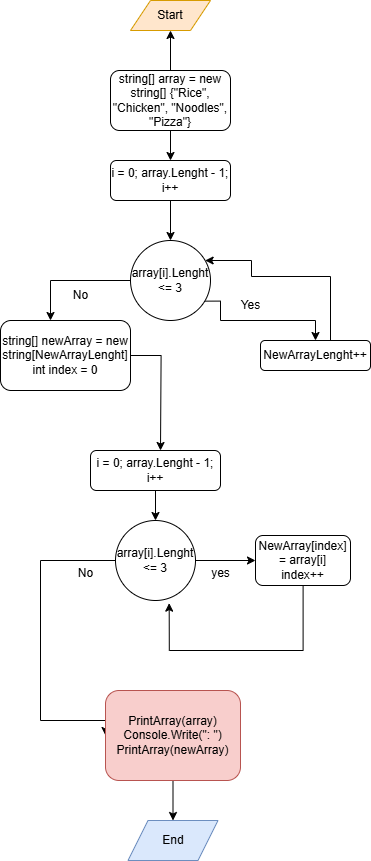 Start
string[] array = new
string[] {"Rice",
"Chicken", "Noodles",
"Pizza"}
i = 0; array.Lenght - 1;
i++
array[i].Lenght
<= 3
No
Yes
string[] newArray = new
string[NewArrayLenght]
int index = 0
NewArrayLenght++
i = 0; array.Lenght - 1;
i++
array[i].Lenght
<= 3
No
yes
NewArray[index]
= array[i]
index++
PrintArray(array)
Console.Write(": ")
PrintArray(newArray)
End